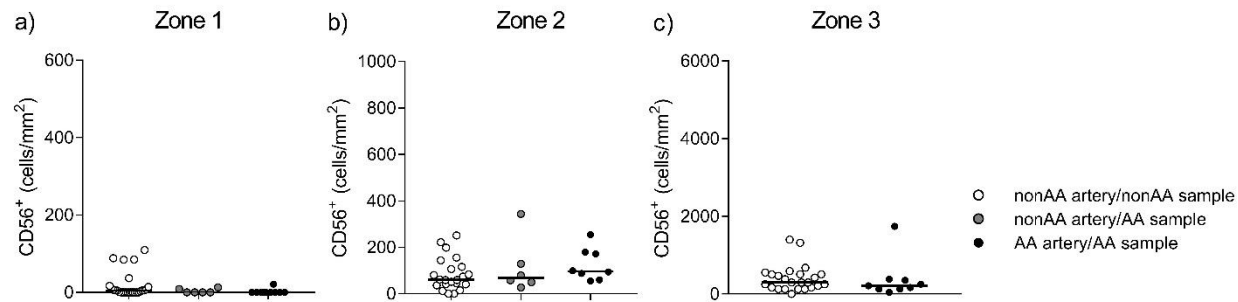 a)
Zone 1
CD56+ (cells/mm2)
600
400
200
0
b)
Zone 2
CD56+ (cells/mm2)
1000
800
600
400
200
0
c)
Zone 3
CD56+ (cells/mm2)
6000
4000
2000
0
nonAA artery/nonAA sample
nonAA artery/AA sample
AA artery/AA sample